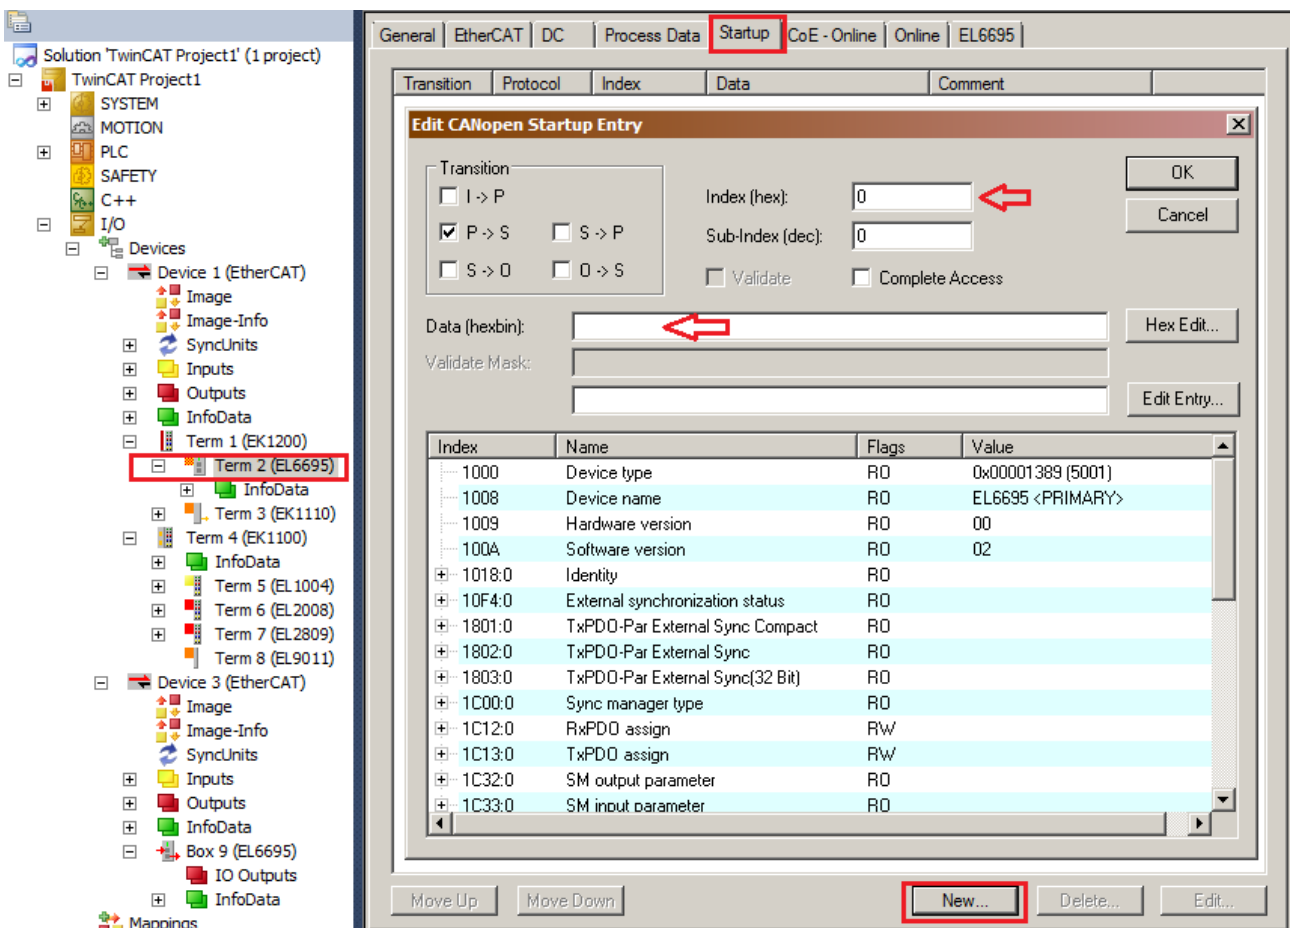 Solution 'TwinCAT Project1' (1 project)
TwinCAT Project1
SYSTEM
MOTION
PLC
SAFETY
C++
I/O
Devices
Device 1 (EtherCAT)
Image
Image-Info
SyncUnits
Inputs
Outputs
InfoData
Term 1 (EK1200)
Term 2 (EL6695)
InfoData
Term 3 (EK1110)
Term 4 (EK1100)
InfoData
Term 5 (EL1004)
Term 6 (EL2008)
Term 7 (EL2809)
Term 8 (EL9011)
Device 3 (EtherCAT)
Image
Image-Info
SyncUnits
Inputs
Outputs
InfoData
Box 9 (EL6695)
IO Outputs
InfoData
Mappings
General EtherCAT DC Process Data Startup CoE - Online Online EL6695
Transition Protocol Index Data Comment
Edit CANopen Startup Entry
Transition
I -> P
P -> S S -> P
S -> O O -> S
Index (hex): 0
Sub-Index (dec): 0
Validate Complete Access
OK
Cancel
Data (hexbin): Hex Edit...
Validate Mask:
Edit Entry...
Index Name Flags Value
1000 Device type RO 0x00001389 (5001)
1008 Device name RO EL6695 <PRIMARY>
1009 Hardware version RO 00
100A Software version RO 02
1018:0 Identity RO
10F4:0 External synchronization status RO
1801:0 TxPDO-Par External Sync Compact RO
1802:0 TxPDO-Par External Sync RO
1803:0 TxPDO-Par External Sync(32 Bit) RO
1C00:0 Sync manager type RO
1C12:0 RxPDO assign RW
1C13:0 TxPDO assign RW
1C32:0 SM output parameter RO
1C33:0 SM input parameter RO
Move Up Move Down New... Delete... Edit...